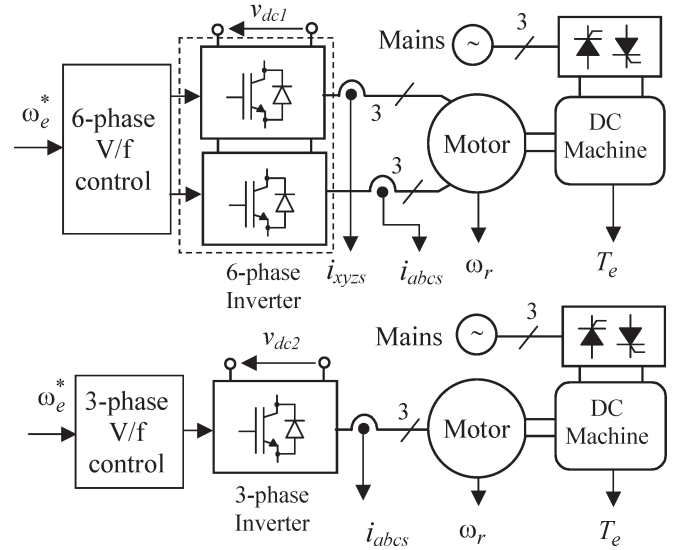 v_dc1
Mains
~
3
ω_e^*
6-phase
V/f
control
3
3
Motor
DC
Machine
6-phase
Inverter
i_xyzs
i_abcs
ω_r
T_e
v_dc2
Mains
~
3
ω_e^*
3-phase
V/f
control
3
Motor
DC
Machine
3-phase
Inverter
i_abcs
ω_r
T_e